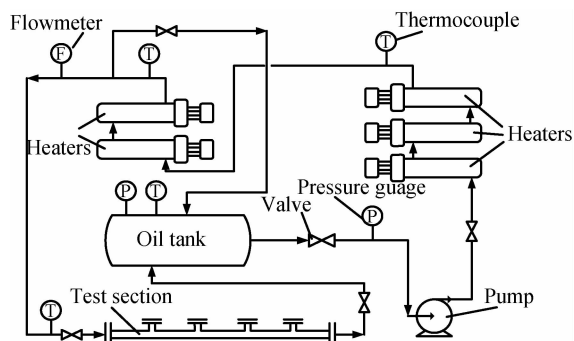 Flowmeter
Thermocouple
F
T
T
Heaters
Heaters
P
T
Pressure guage
Valve
P
Oil tank
Test section
T
Pump